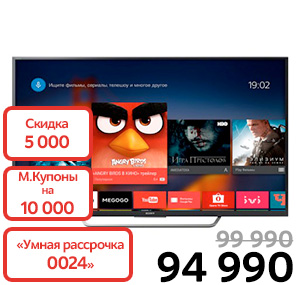 Ищите фильмы, сериалы, телешоу и многое другое
19:02
Скидка
5 000
М.Купоны
на
10 000
«Умная рассрочка
0024»
ANGRY BIRDS
ANGRY BIRDS В КИНО• трейлер
HBO
ИГРА ПРЕСТОЛОВ
ЭЛИЗИУМ
MEGOGO
YouTube
ivi
SONY
99 990
94 990